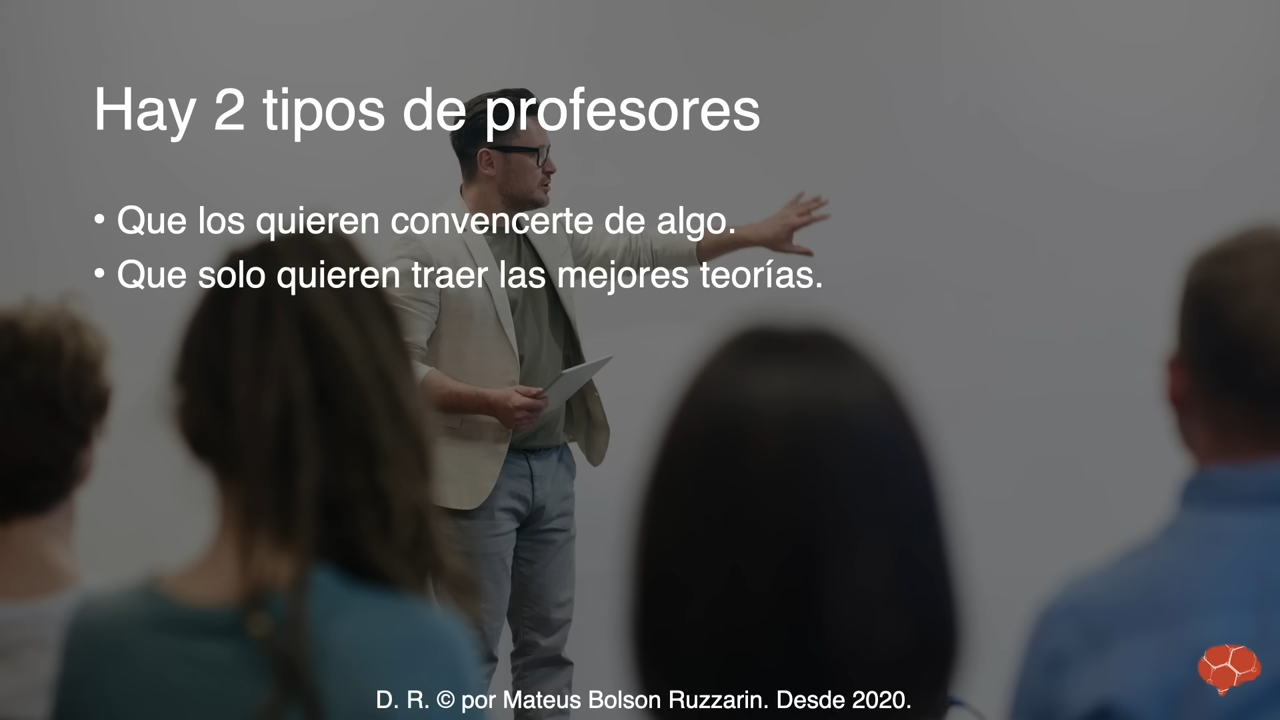 Hay 2 tipos de profesores
• Que los quieren convencerte de algo.
• Que solo quieren traer las mejores teorías.
D. R. © por Mateus Bolson Ruzzarin. Desde 2020.